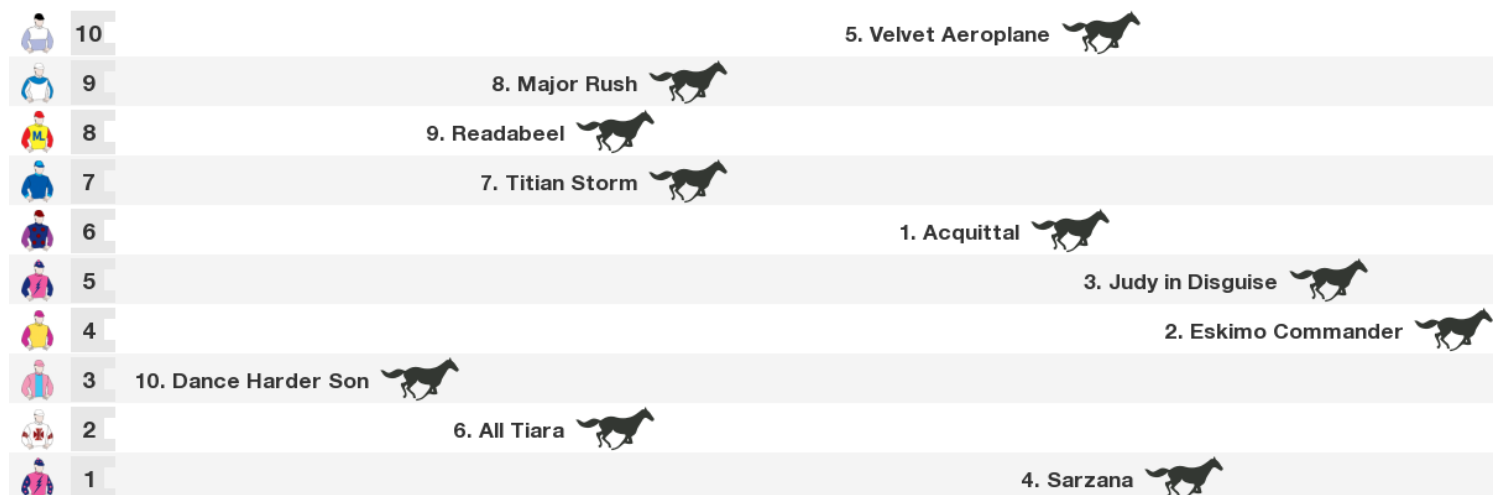 10 5. Velvet Aeroplane
9 8. Major Rush
ML 8 9. Readabeel
7 7. Titian Storm
6 1. Acquittal
5 3. Judy in Disguise
4 2. Eskimo Commander
3 10. Dance Harder Son
2 6. All Tiara
1 4. Sarzana